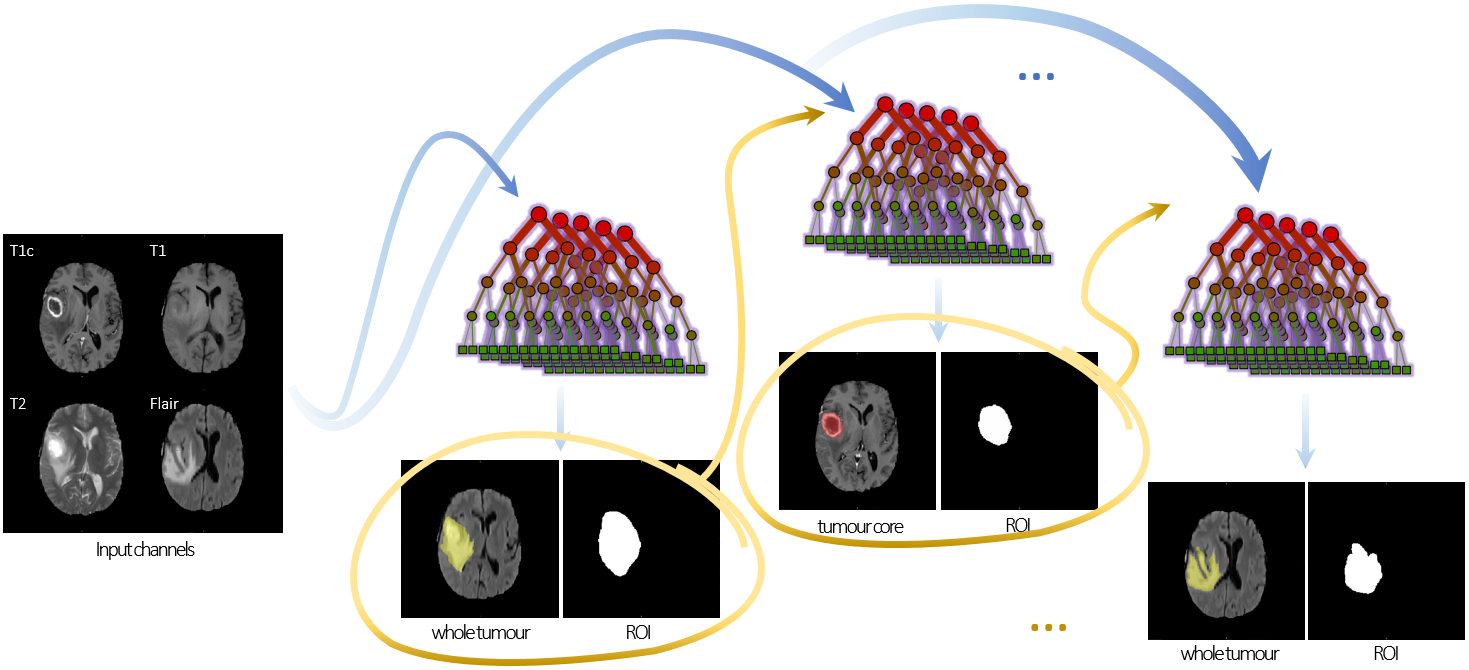 T1c
T1
T2
Flair
Input channels
whole tumour
ROI
...
tumour core
ROI
...
whole tumour
ROI